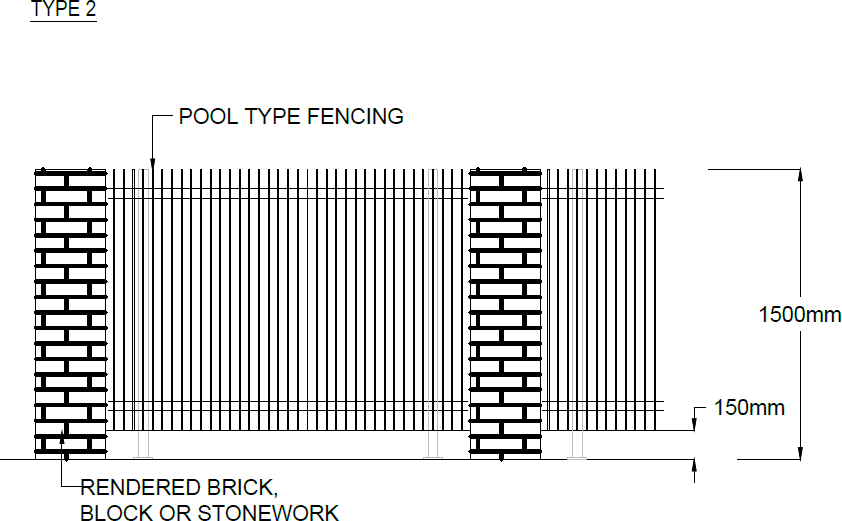 TYPE 2
POOL TYPE FENCING
1500mm
150mm
RENDERED BRICK,
BLOCK OR STONEWORK